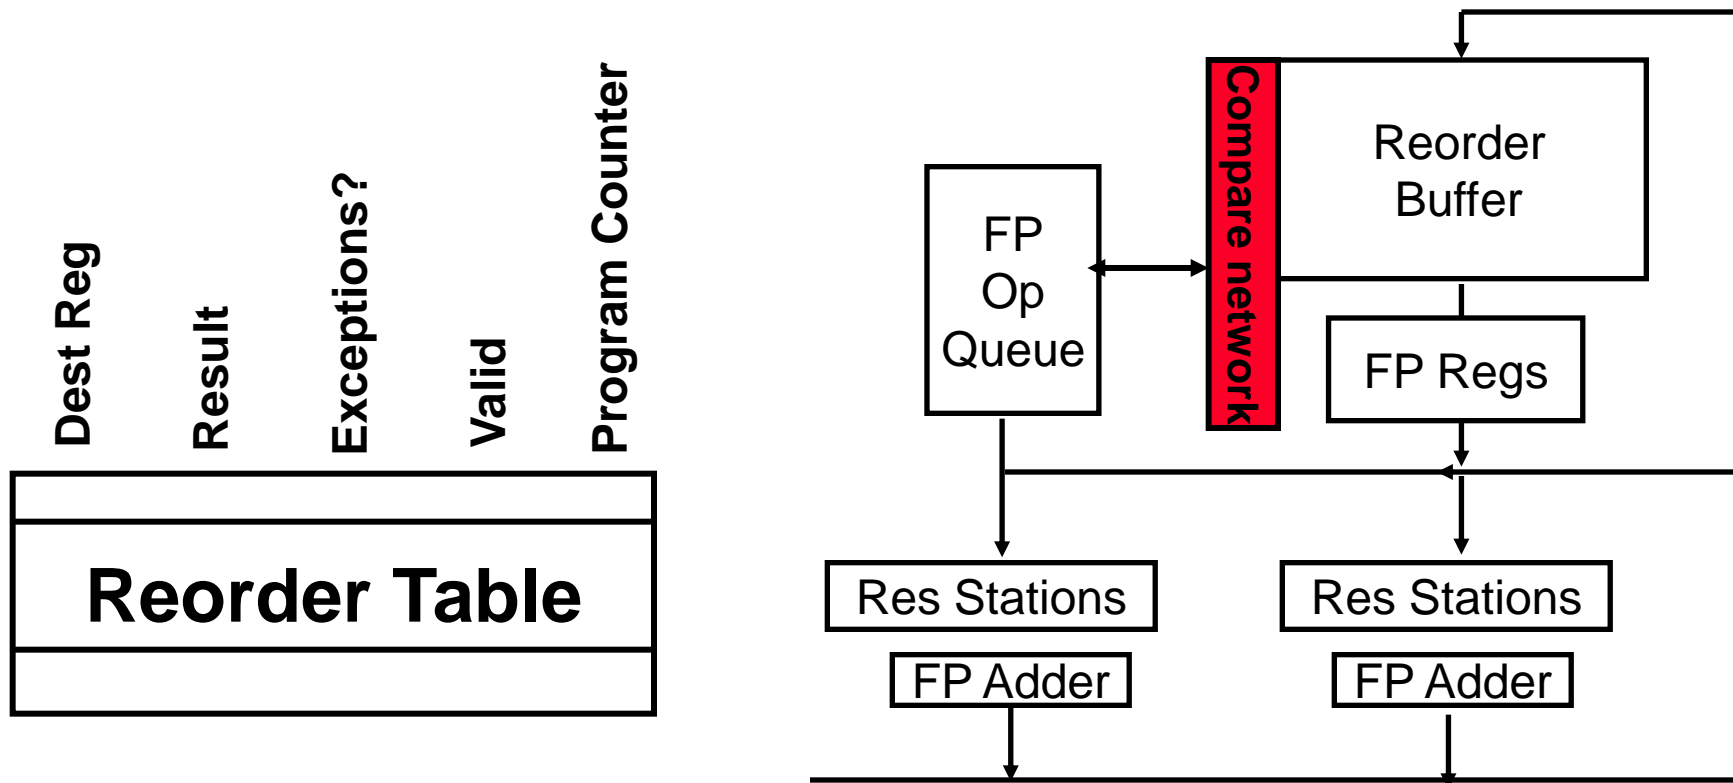 Dest Reg
Result
Exceptions?
Valid
Program Counter
Reorder Table
Compare network
Reorder
Buffer
FP
Op
Queue
FP Regs
Res Stations
Res Stations
FP Adder
FP Adder